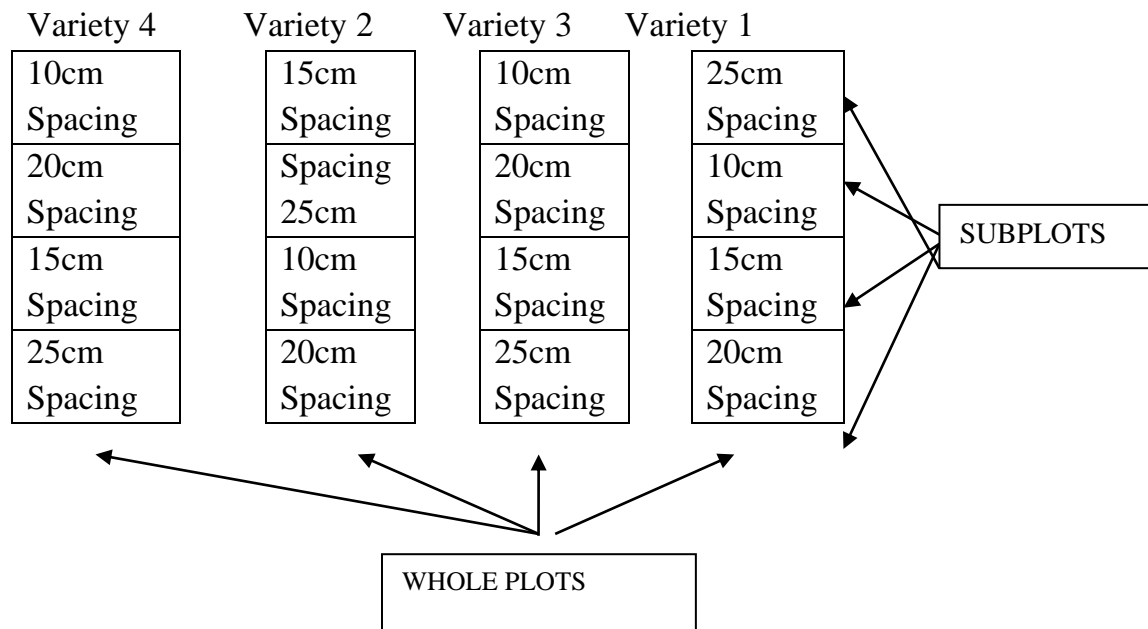 Variety 4 Variety 2 Variety 3 Variety 1
10cm
Spacing
20cm
Spacing
15cm
Spacing
25cm
Spacing
15cm
Spacing
Spacing
25cm
10cm
Spacing
20cm
Spacing
10cm
Spacing
20cm
Spacing
15cm
Spacing
25cm
Spacing
25cm
Spacing
10cm
Spacing
15cm
Spacing
20cm
Spacing
SUBPLOTS
WHOLE PLOTS